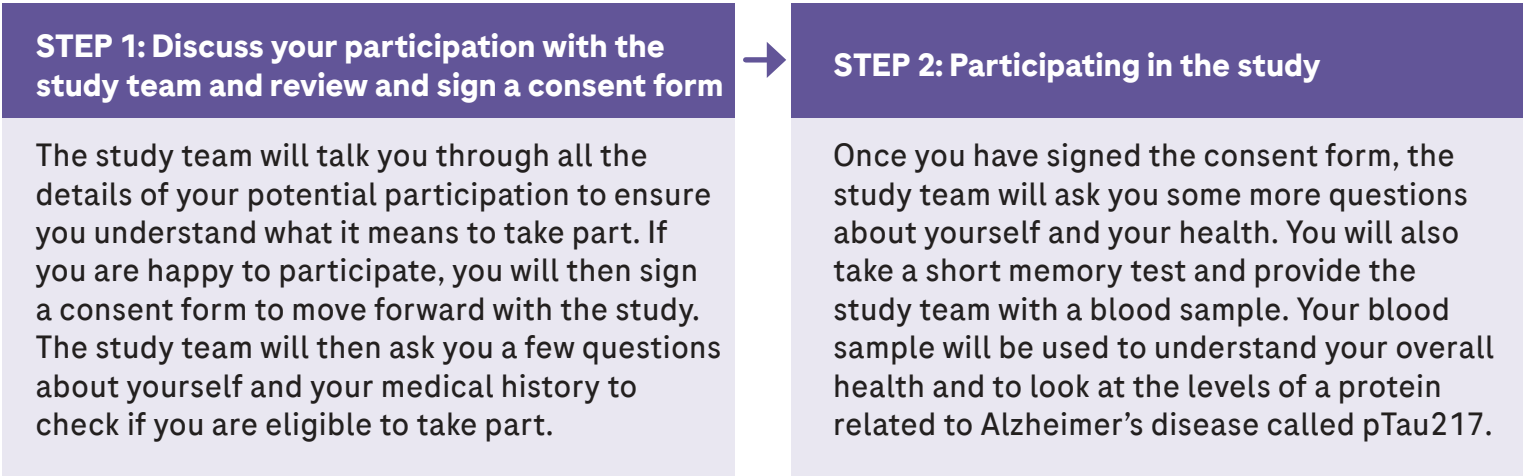 STEP 1: Discuss your participation with the
study team and review and sign a consent form
The study team will talk you through all the
details of your potential participation to ensure
you understand what it means to take part. If
you are happy to participate, you will then sign
a consent form to move forward with the study.
The study team will then ask you a few questions
about yourself and your medical history to
check if you are eligible to take part.
STEP 2: Participating in the study
Once you have signed the consent form, the
study team will ask you some more questions
about yourself and your health. You will also
take a short memory test and provide the
study team with a blood sample. Your blood
sample will be used to understand your overall
health and to look at the levels of a protein
related to Alzheimer’s disease called pTau217.